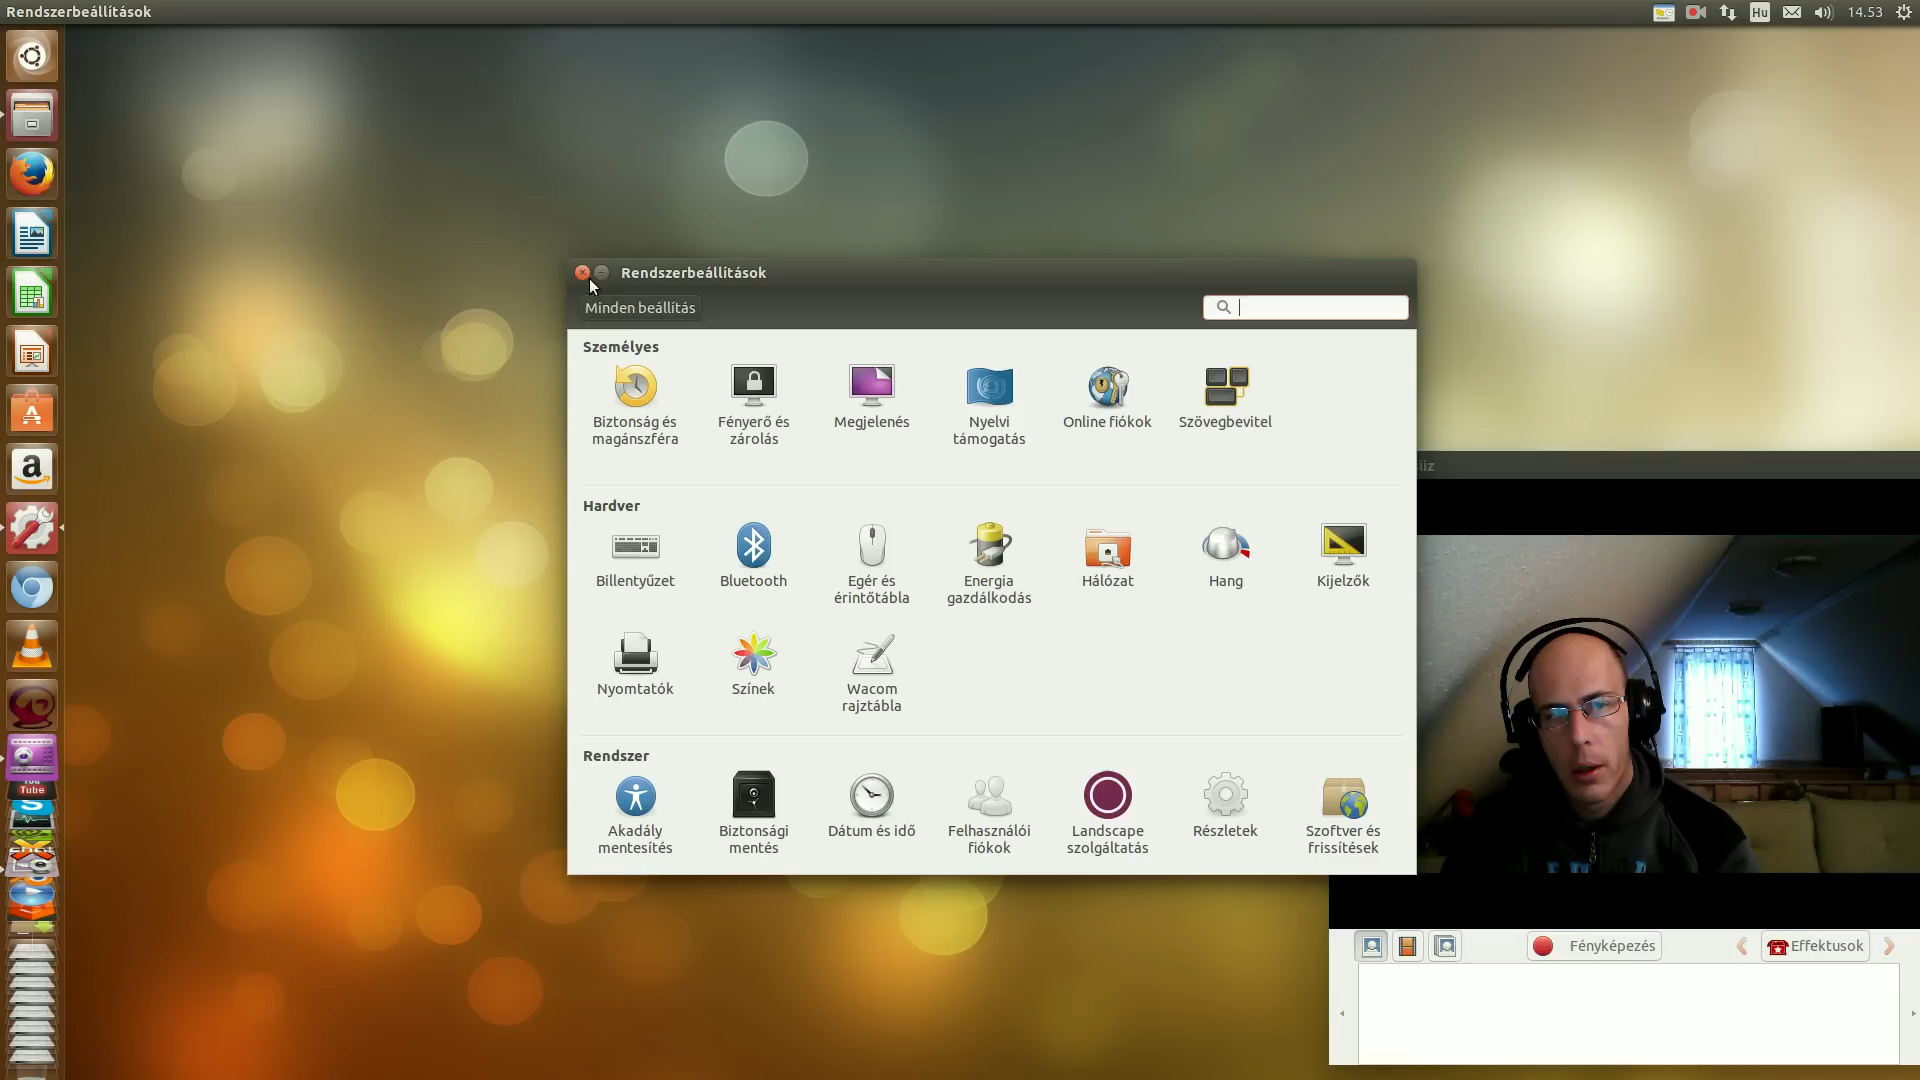 Rendszerbeállítások
Hu
14.53
Rendszerbeállítások
Minden beállítás
Személyes
Biztonság és
magánszféra
Fényerő és
zárolás
Megjelenés
Nyelvi
támogatás
Online fiókok
Szövegbevitel
Hardver
Billentyűzet
Bluetooth
Egér és
érintőtábla
Energia
gazdálkodás
Hálózat
Hang
Kijelzők
Nyomtatók
Színek
Wacom
rajztábla
Rendszer
Akadály
mentesítés
Biztonsági
mentés
Dátum és idő
Felhasználói
fiókok
Landscape
szolgáltatás
Részletek
Szoftver és
frissítések
Tube
Fényképezés
Effektusok